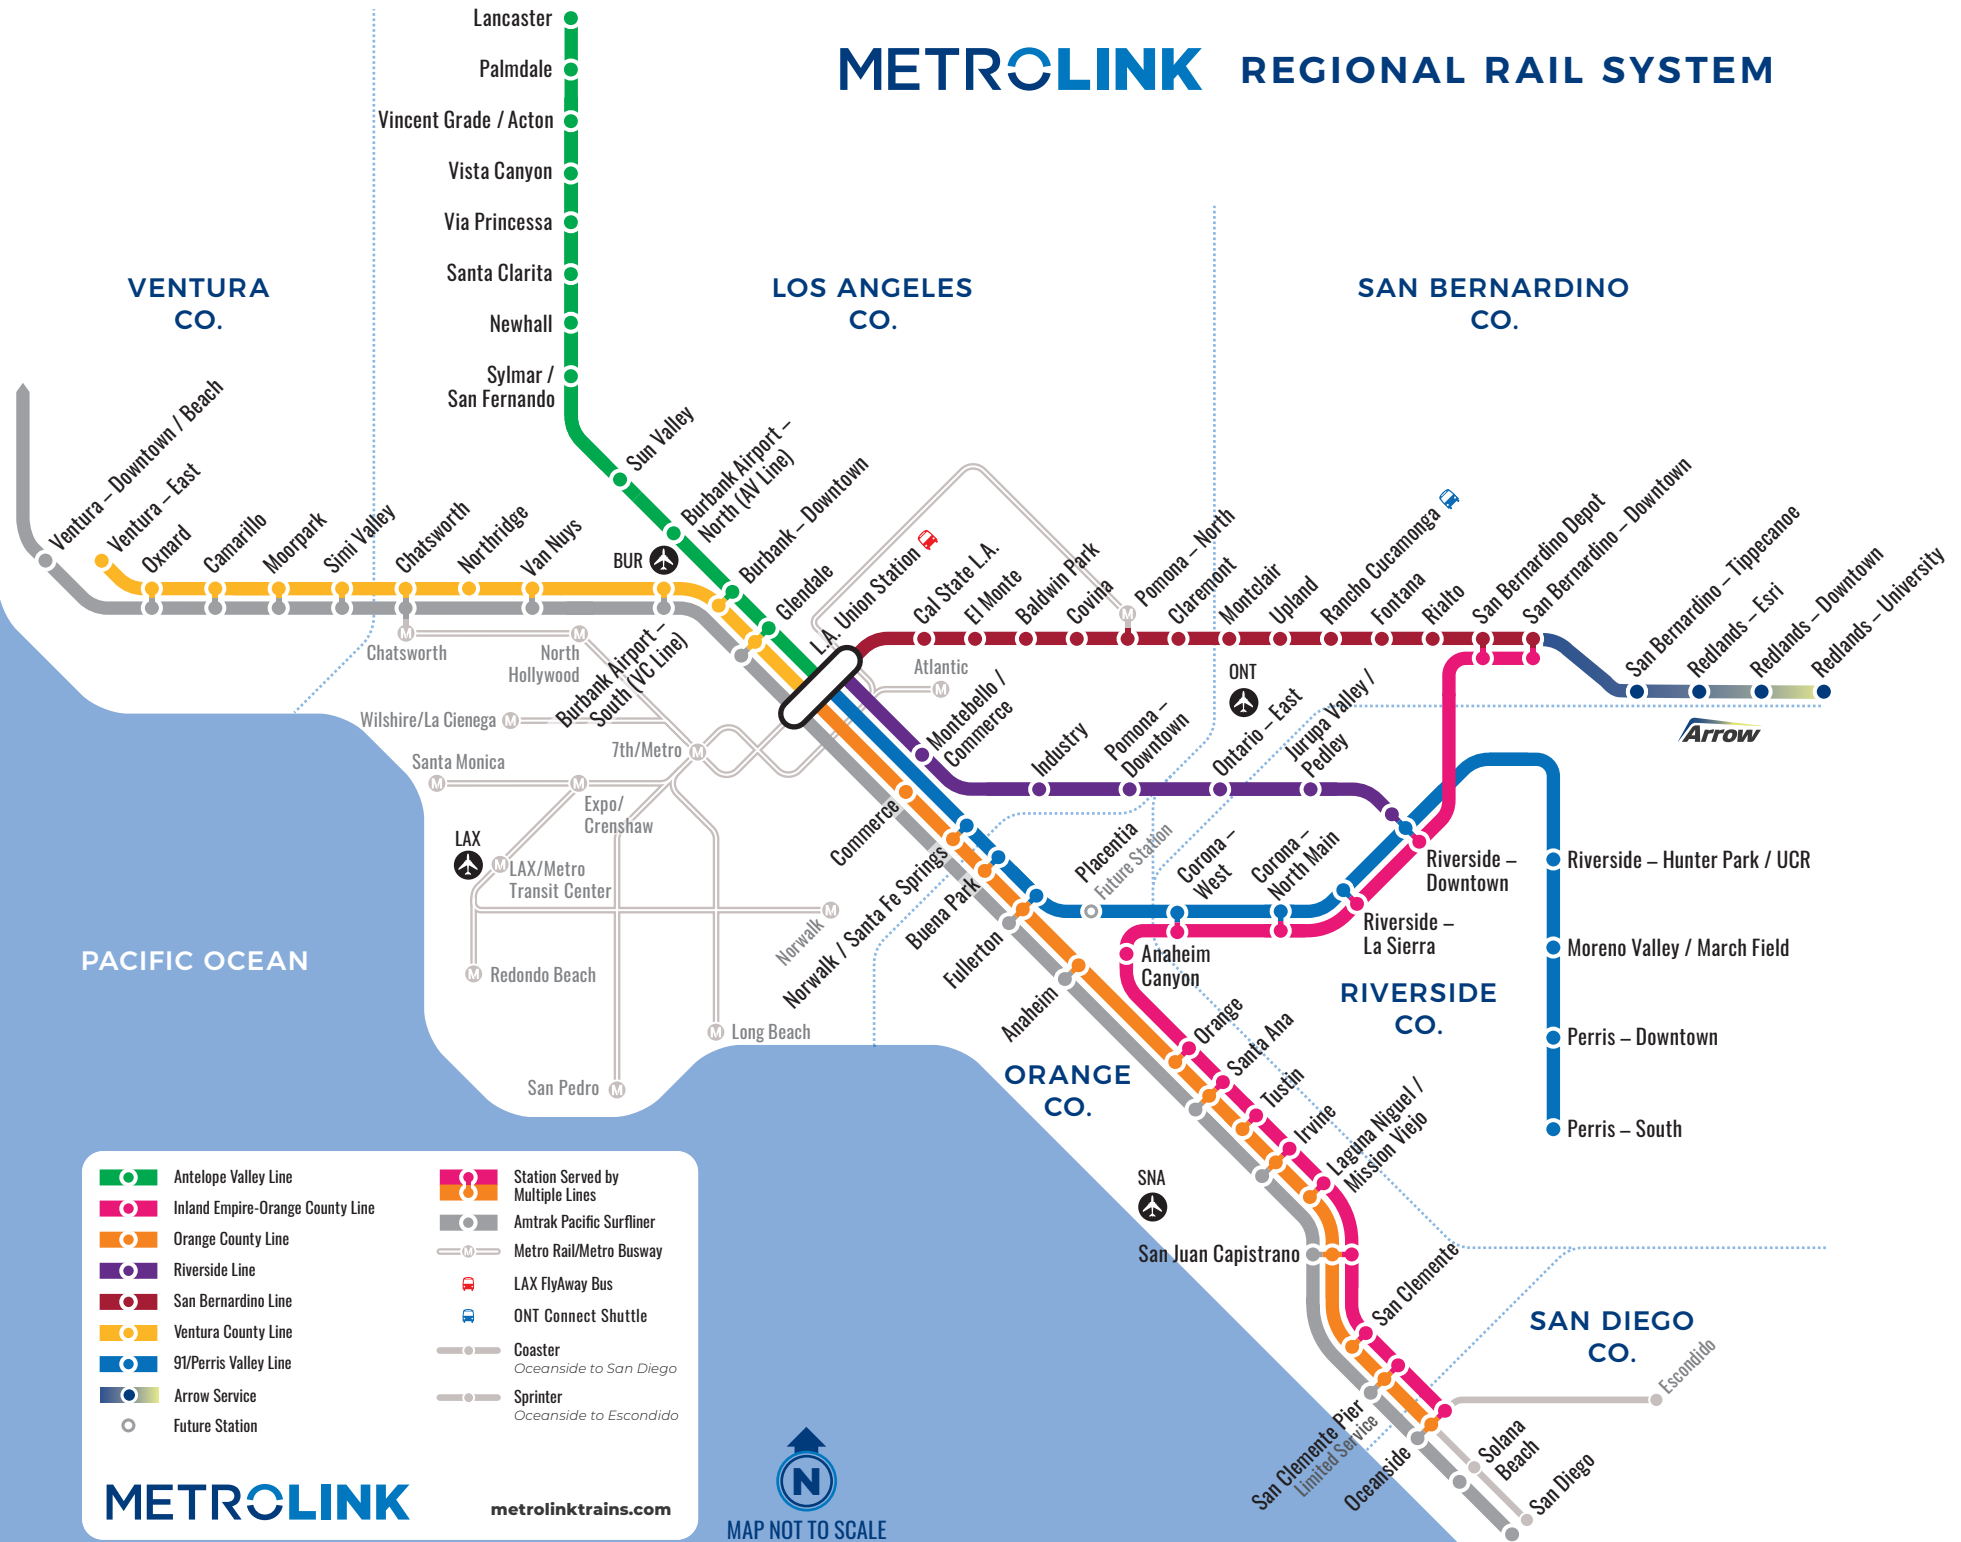 METROLINK REGIONAL RAIL SYSTEM
Lancaster
Palmdale
Vincent Grade / Acton
Vista Canyon
Via Princessa
Santa Clarita
Newhall
Sylmar /
San Fernando
VENTURA
CO.
LOS ANGELES
CO.
SAN BERNARDINO
CO.
Sun Valley
Burbank Airport –
North (AV Line)
Burbank – Downtown
Glendale
L.A. Union Station
BUR
Ventura – Downtown / Beach
Ventura – East
Oxnard
Camarillo
Moorpark
Simi Valley
Chatsworth
Northridge
Van Nuys
Burbank Airport –
South (VC Line)
Cal State L.A.
El Monte
Baldwin Park
Covina
Pomona – North
Claremont
Montclair
Upland
Rancho Cucamonga
Fontana
Rialto
San Bernardino Depot
San Bernardino – Downtown
San Bernardino – Tippecanoe
Redlands – Esri
Redlands – Downtown
Redlands – University
Arrow
M
Chatsworth
M
North
Hollywood
M
Wilshire/La Cienega M
7th/Metro M
Santa Monica
M
M
Expo/
Crenshaw
Atlantic
M
LAX
M LAX/Metro
Transit Center
M
Norwalk
M Redondo Beach
M Long Beach
San Pedro M
ONT
Montebello /
Commerce
Industry
Pomona –
Downtown
Ontario – East
Jurupa Valley /
Pedley
Commerce
Norwalk / Santa Fe Springs
Buena Park
Fullerton
Anaheim
Placentia
Future Station
Corona –
West
Corona –
North Main
Riverside –
Downtown
Riverside –
La Sierra
Riverside – Hunter Park / UCR
Moreno Valley / March Field
Perris – Downtown
Perris – South
Anaheim
Canyon
RIVERSIDE
CO.
ORANGE
CO.
PACIFIC OCEAN
Orange
Santa Ana
Tustin
Irvine
Laguna Niguel /
Mission Viejo
SNA
San Juan Capistrano
San Clemente
San Clemente Pier
Limited Service
Oceanside
SAN DIEGO
CO.
Escondido
Solana
Beach
San Diego
Antelope Valley Line
Inland Empire-Orange County Line
Orange County Line
Riverside Line
San Bernardino Line
Ventura County Line
91/Perris Valley Line
Arrow Service
Future Station
Station Served by
Multiple Lines
Amtrak Pacific Surfliner
M Metro Rail/Metro Busway
LAX FlyAway Bus
ONT Connect Shuttle
Coaster
Oceanside to San Diego
Sprinter
Oceanside to Escondido
METROLINK
metrolinktrains.com
N
MAP NOT TO SCALE